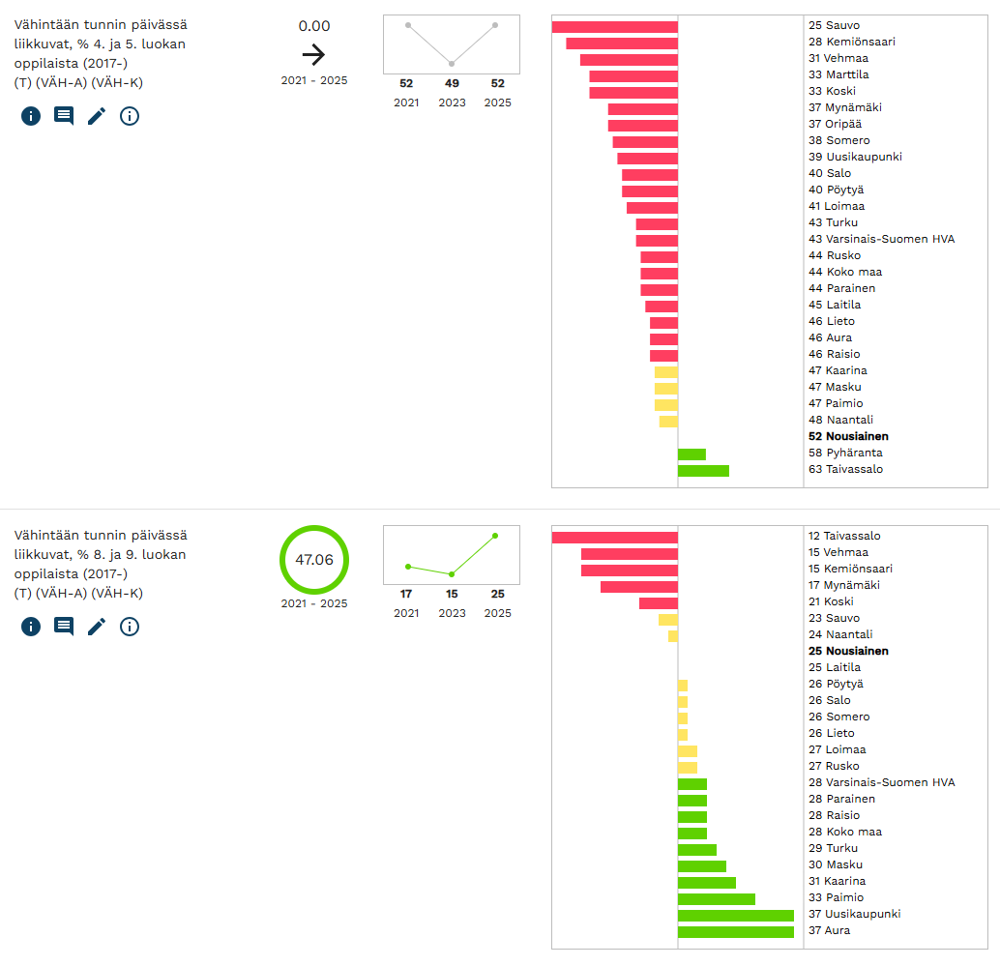 Vähintään tunnin päivässä
liikkuvat, % 4. ja 5. luokan
oppilaista (2017-)
(T) (VÄH-A) (VÄH-K)
0.00
2021 - 2025
52 49 52
2021 2023 2025
25 Sauvo
28 Kemiönsaari
31 Vehmaa
33 Marttila
33 Koski
37 Mynämäki
37 Oripää
38 Somero
39 Uusikaupunki
40 Salo
40 Pöytyä
41 Loimaa
43 Turku
43 Varsinais-Suomen HVA
44 Rusko
44 Koko maa
44 Parainen
45 Laitila
46 Lieto
46 Aura
46 Raisio
47 Kaarina
47 Masku
47 Paimio
48 Naantali
52 Nousiainen
58 Pyhäranta
63 Taivassalo
Vähintään tunnin päivässä
liikkuvat, % 8. ja 9. luokan
oppilaista (2017-)
(T) (VÄH-A) (VÄH-K)
47.06
2021 - 2025
17 15 25
2021 2023 2025
12 Taivassalo
15 Vehmaa
15 Kemiönsaari
17 Mynämäki
21 Koski
23 Sauvo
24 Naantali
25 Nousiainen
25 Laitila
26 Pöytyä
26 Salo
26 Somero
26 Lieto
27 Loimaa
27 Rusko
28 Varsinais-Suomen HVA
28 Parainen
28 Raisio
28 Koko maa
29 Turku
30 Masku
31 Kaarina
33 Paimio
37 Uusikaupunki
37 Aura